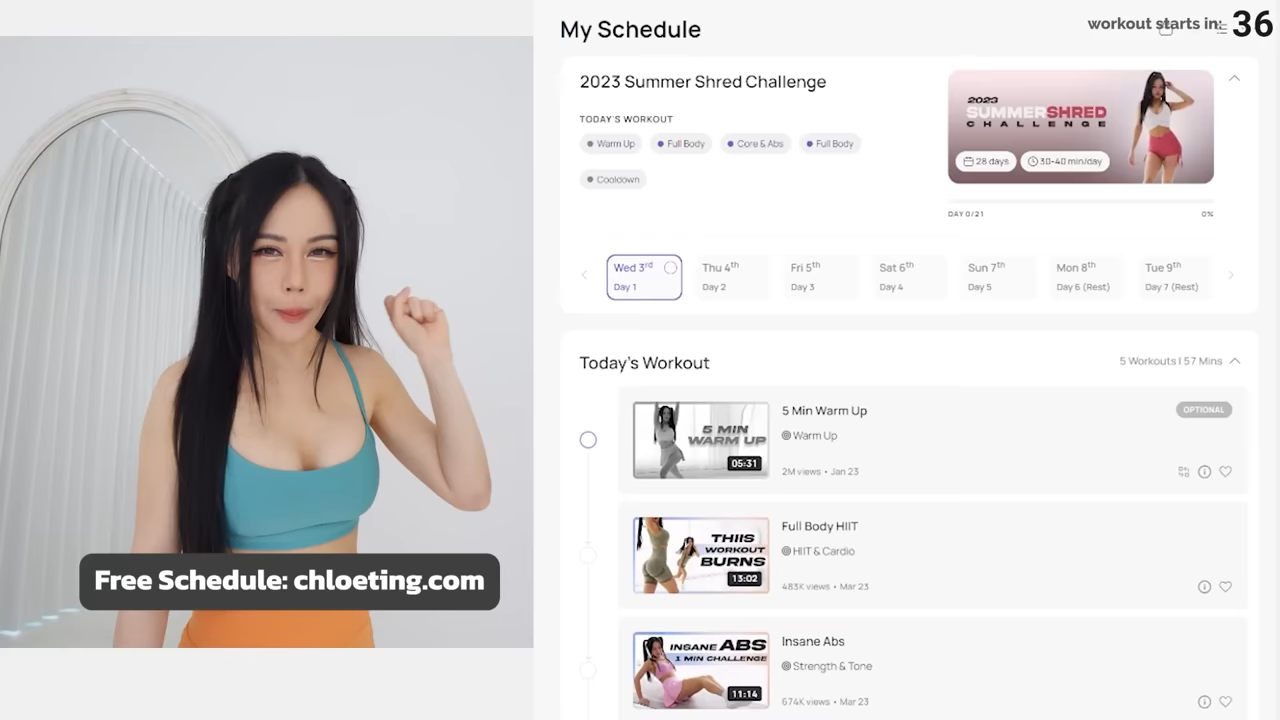 My Schedule
workout starts in: 36
2023 Summer Shred Challenge
TODAY'S WORKOUT
Warm Up
Full Body
Core & Abs
Full Body
Cooldown
2023
SUMMERSHRED
CHALLENGE
28 days
30-40 min/day
DAY 0/21
0%
Wed 3rd
Day 1
Thu 4th
Day 2
Fri 5th
Day 3
Sat 6th
Day 4
Sun 7th
Day 5
Mon 8th
Day 6 (Rest)
Tue 9th
Day 7 (Rest)
Today's Workout
5 Workouts | 57 Mins
5 MIN
WARM UP
05:31
5 Min Warm Up
OPTIONAL
Warm Up
2M views • Jan 23
THIIS
WORKOUT
BURNS
13:02
Full Body HIIT
HIIT & Cardio
483K views • Mar 23
INSANE ABS
1 MIN CHALLENGE
11:14
Insane Abs
Strength & Tone
674K views • Mar 23
Free Schedule: chloeting.com